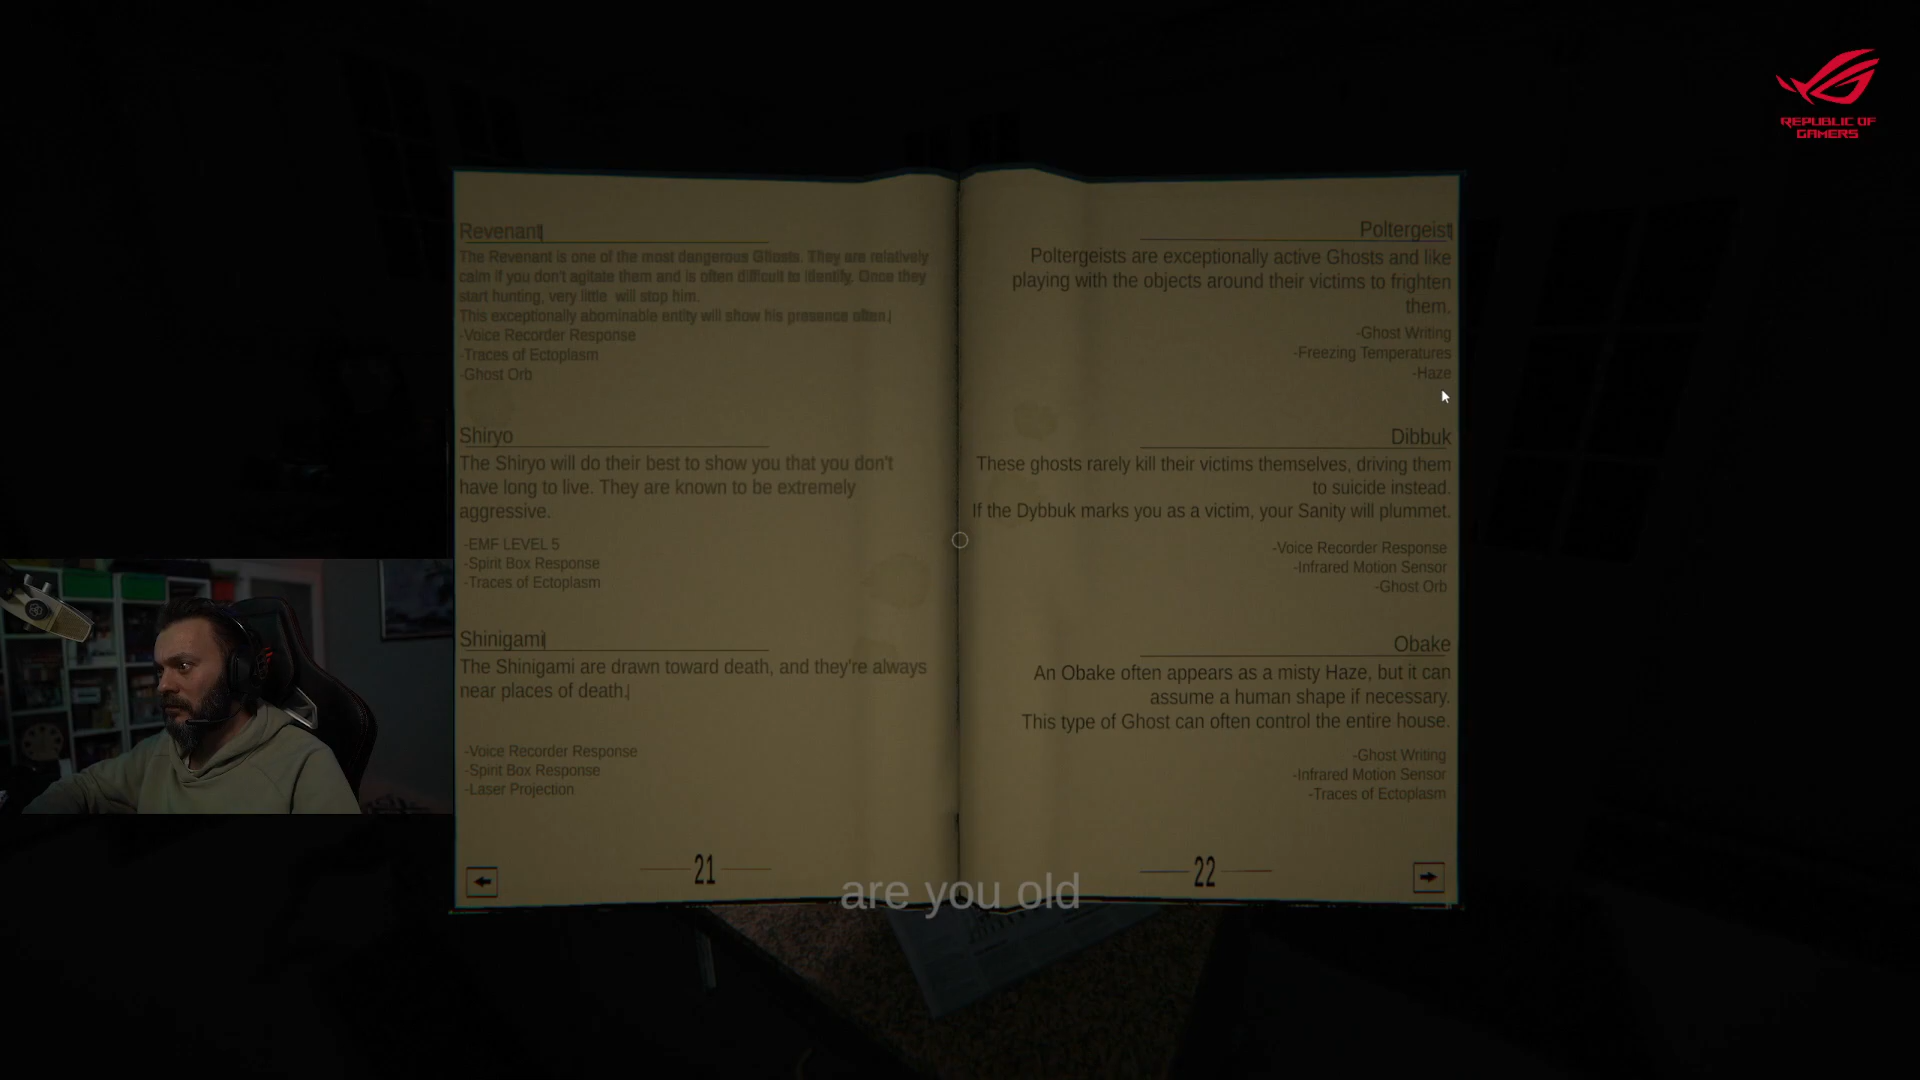 REPUBLIC OF
GAMERS
Revenant
The Revenant is one of the most dangerous Ghosts. They are relatively
calm if you don't agitate them and is often difficult to identify. Once they
start hunting, very little will stop him.
This exceptionally abominable entity will show his presence often.
-Voice Recorder Response
-Traces of Ectoplasm
-Ghost Orb
Shiryo
The Shiryo will do their best to show you that you don't
have long to live. They are known to be extremely
aggressive.
-EMF LEVEL 5
-Spirit Box Response
-Traces of Ectoplasm
Shinigami
The Shinigami are drawn toward death, and they're always
near places of death.
-Voice Recorder Response
-Spirit Box Response
-Laser Projection
21
Poltergeist
Poltergeists are exceptionally active Ghosts and like
playing with the objects around their victims to frighten
them.
-Ghost Writing
-Freezing Temperatures
-Haze
Dibbuk
These ghosts rarely kill their victims themselves, driving them
to suicide instead.
If the Dybbuk marks you as a victim, your Sanity will plummet.
-Voice Recorder Response
-Infrared Motion Sensor
-Ghost Orb
Obake
An Obake often appears as a misty Haze, but it can
assume a human shape if necessary.
This type of Ghost can often control the entire house.
-Ghost Writing
-Infrared Motion Sensor
-Traces of Ectoplasm
22
are you old